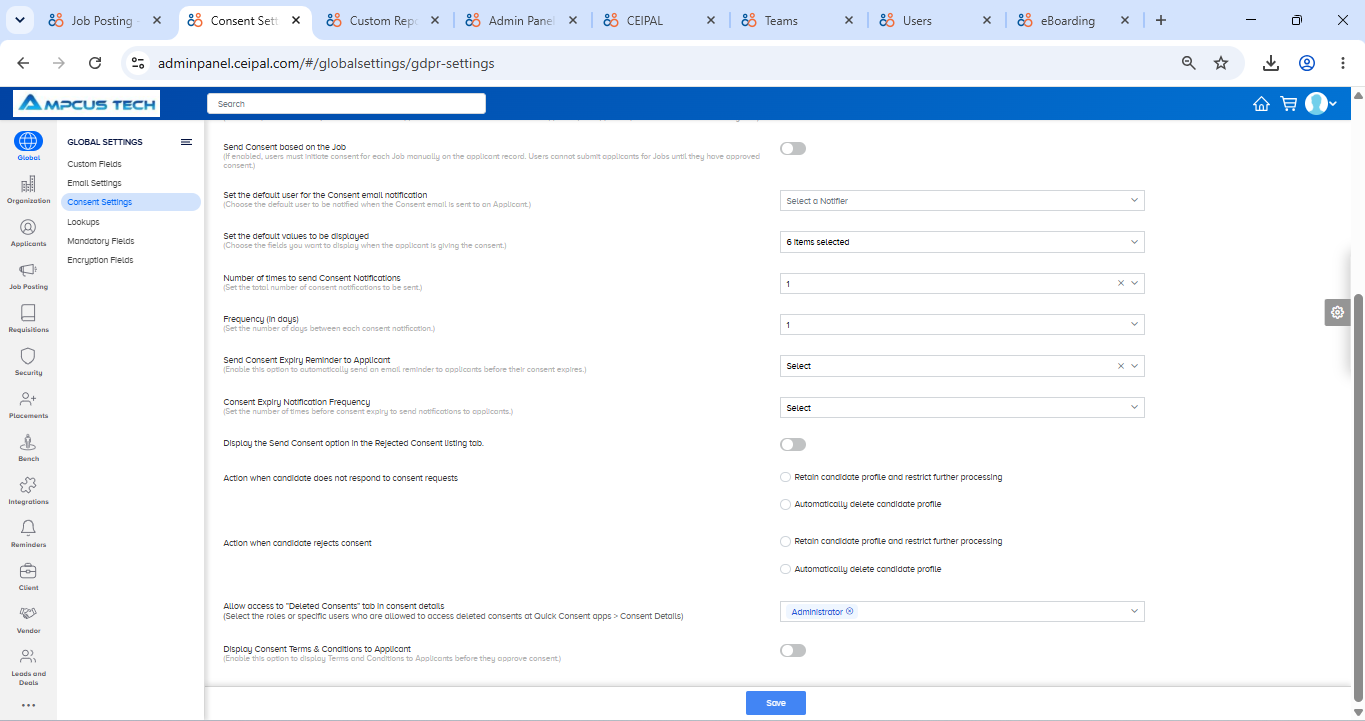 Job Posting -
Consent Sett
Custom Repo
Admin Panel
CEIPAL
Teams
Users
eBoarding
adminpanel.ceipal.com/#/globalsettings/gdpr-settings
AMPCUS TECH
Search
Global
Organization
Applicants
Job Posting
Requisitions
Security
Placements
Bench
Integrations
Reminders
Client
Vendor
Leads and
Deals
GLOBAL SETTINGS
Custom Fields
Email Settings
Consent Settings
Lookups
Mandatory Fields
Encryption Fields
Send Consent based on the Job
(If enabled, users must initiate consent for each Job manually on the applicant record. Users cannot submit applicants for Jobs until they have approved
consent.)
Set the default user for the Consent email notification
(Choose the default user to be notified when the Consent email is sent to an Applicant.)
Select a Notifier
Set the default values to be displayed
(Choose the fields you want to display when the applicant is giving the consent.)
6 items selected
Number of times to send Consent Notifications
(Set the total number of consent notifications to be sent.)
1
Frequency (in days)
(Set the number of days between each consent notification.)
1
Send Consent Expiry Reminder to Applicant
(Enable this option to automatically send an email reminder to applicants before their consent expires.)
Select
Consent Expiry Notification Frequency
(Set the number of times before consent expiry to send notifications to applicants.)
Select
Display the Send Consent option in the Rejected Consent listing tab.
Action when candidate does not respond to consent requests
Retain candidate profile and restrict further processing
Automatically delete candidate profile
Action when candidate rejects consent
Retain candidate profile and restrict further processing
Automatically delete candidate profile
Allow access to "Deleted Consents" tab in consent details
(Select the roles or specific users who are allowed to access deleted consents at Quick Consent apps > Consent Details)
Administrator
Display Consent Terms & Conditions to Applicant
(Enable this option to display Terms and Conditions to Applicants before they approve consent.)
Save